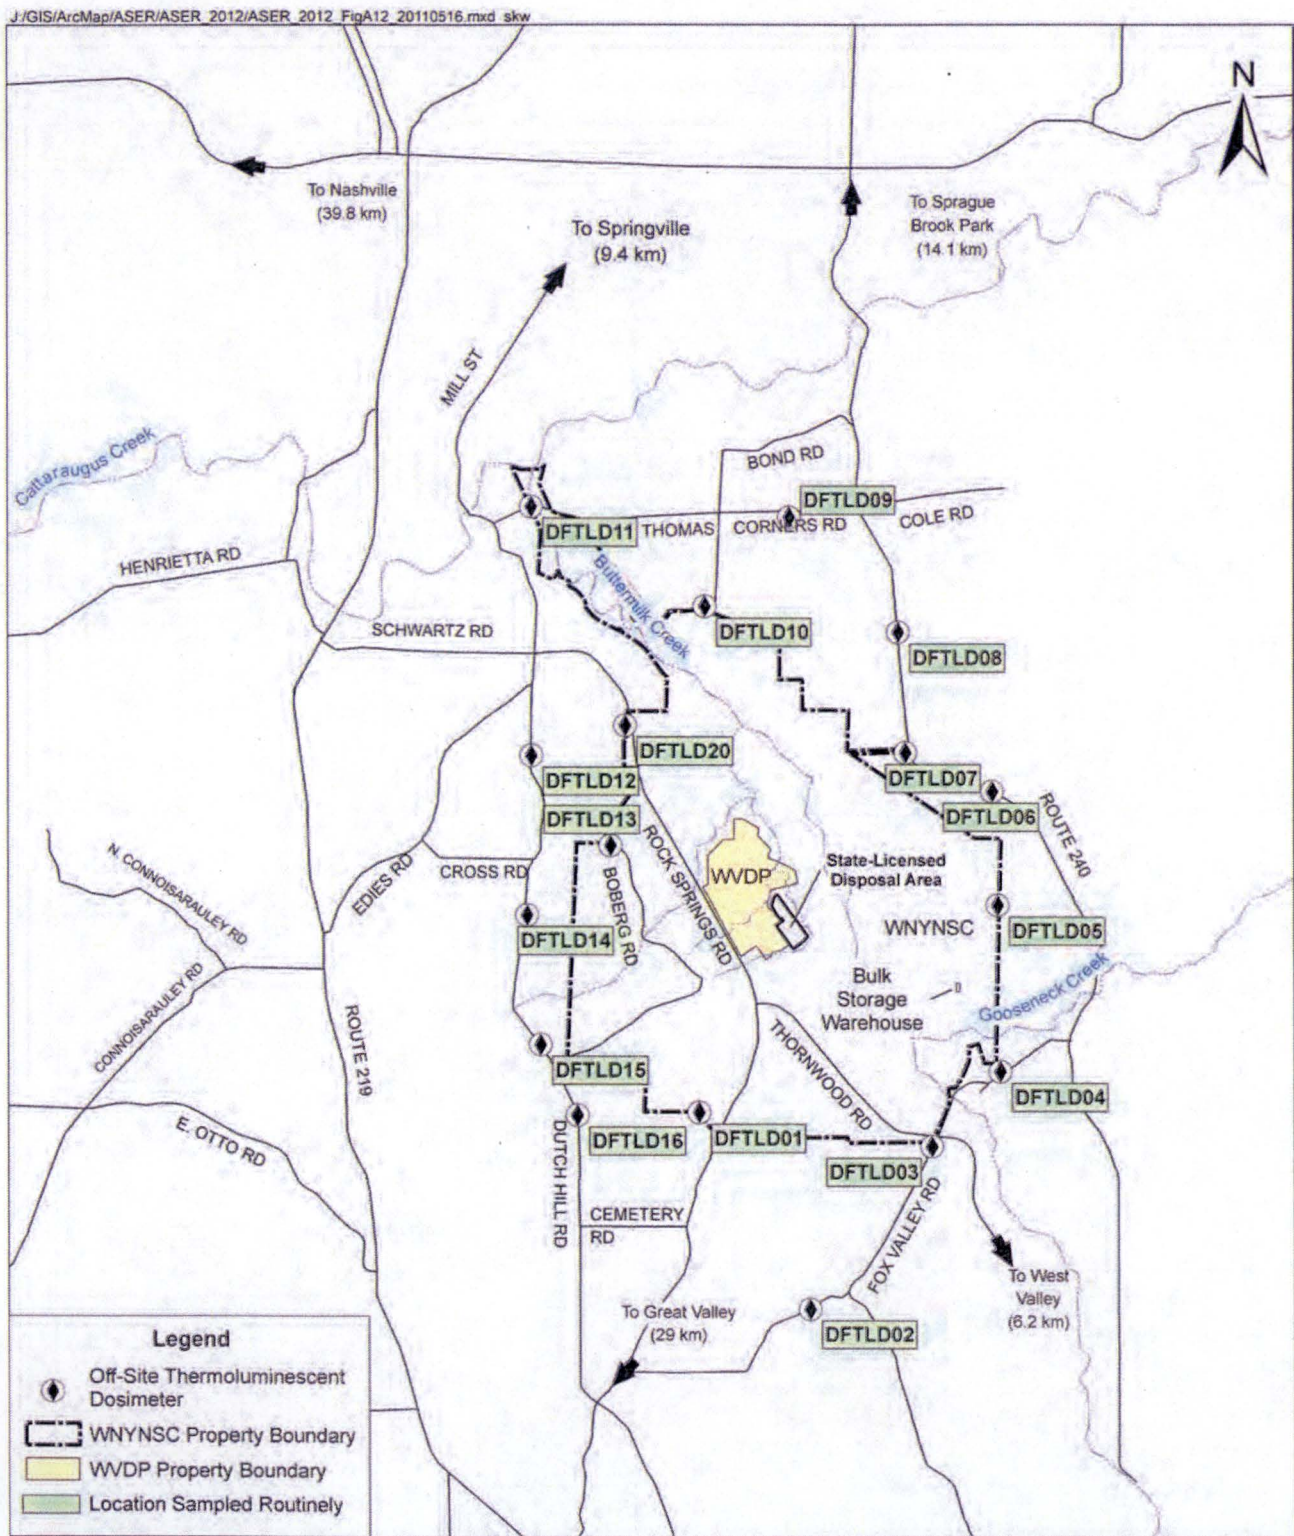 J:/GIS/ArcMap/ASER/ASER_2012/ASER_2012_FigA12_20110516.mxd skw
N
To Nashville
(39.8 km)
To Springville
(9.4 km)
To Sprague
Brook Park
(14.1 km)
MILL ST
Cattaraugus Creek
BOND RD
DFTLD09
COLE RD
DFTLD11
THOMAS CORNERS RD
HENRIETTA RD
Buttermilk Creek
SCHWARTZ RD
DFTLD10
DFTLD08
DFTLD20
DFTLD12
DFTLD07
DFTLD13
DFTLD06
ROUTE 240
N. CONNOISARAULEY RD
EDIES RD
CROSS RD
BOBERG RD
ROCK SPRINGS RD
WVDP
State-Licensed
Disposal Area
DFTLD14
WNYNSC
DFTLD05
CONNOISARAULEY RD
Bulk
Storage
Warehouse
Gooseneck Creek
ROUTE 219
DFTLD15
THORNWOOD RD
DFTLD04
E. OTTO RD
DUTCH HILL RD
DFTLD16
DFTLD01
DFTLD03
CEMETERY
RD
FOX VALLEY RD
To West
Valley
(6.2 km)
To Great Valley
(29 km)
DFTLD02
Legend
Off-Site Thermoluminescent
Dosimeter
WNYNSC Property Boundary
WVDP Property Boundary
Location Sampled Routinely